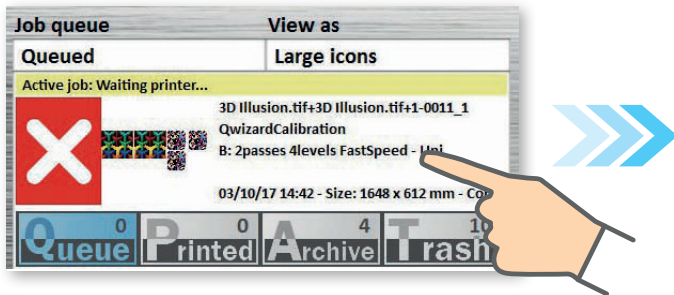 Job queue View as
Queued Large icons
Active job: Waiting printer...
3D Illusion.tif+3D Illusion.tif+1-0011_1
QwizardCalibration
B: 2passes 4levels FastSpeed - Uni
03/10/17 14:42 - Size: 1648 x 612 mm - Co
0 0 4 10
Queue Printed Archive Trash